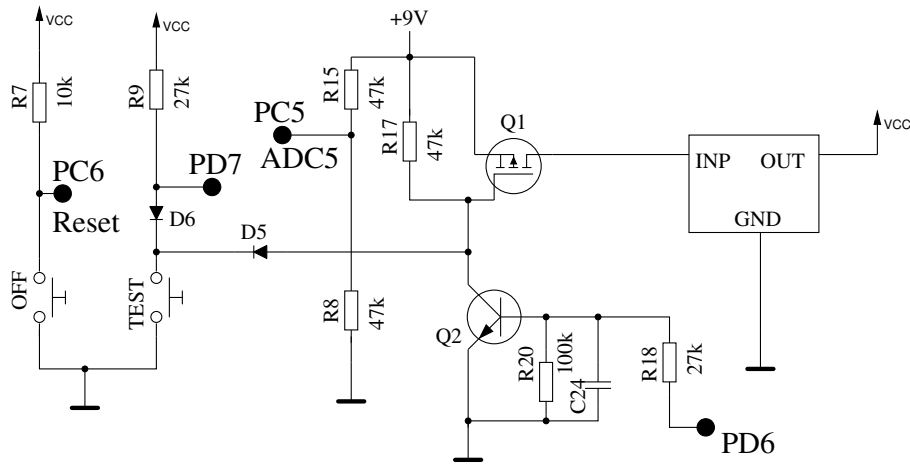 VCC
VCC
+9V
R7
10k
R9
27k
R15
47k
PC5
ADC5
R17
47k
Q1
VCC
INP
OUT
GND
PC6
Reset
PD7
D6
D5
OFF
TEST
R8
47k
Q2
R20
100k
C24
R18
27k
PD6